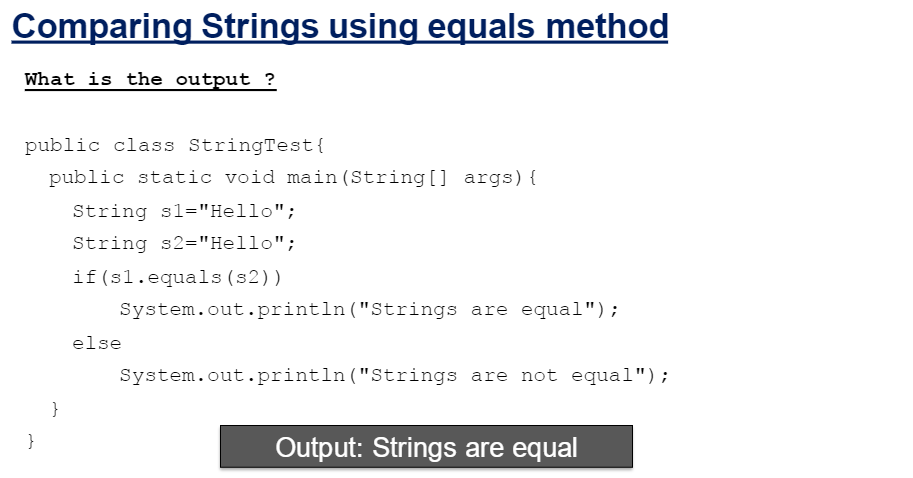 Comparing Strings using equals method
What is the output ?
public class StringTest{
public static void main(String[] args){
String s1="Hello";
String s2="Hello";
if(s1.equals(s2))
System.out.println("Strings are equal");
else
System.out.println("Strings are not equal");
}
}
Output: Strings are equal